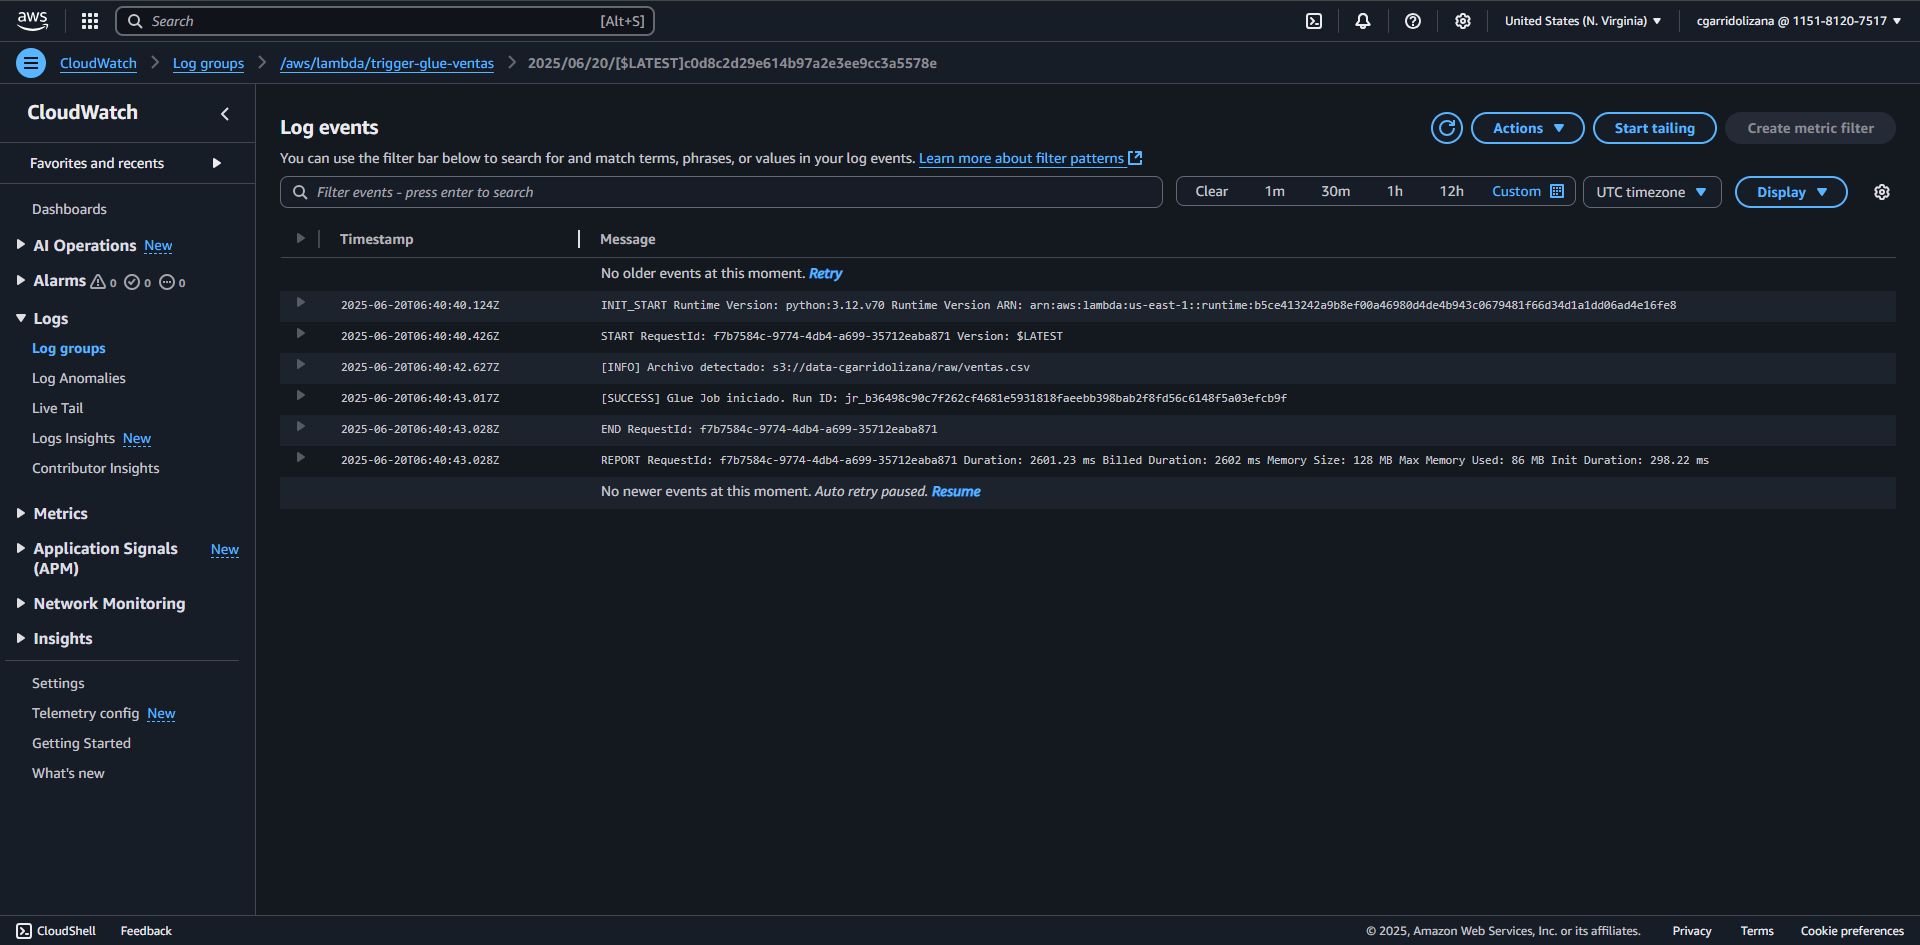 aws
Search [Alt+S]
United States (N. Virginia)
cgarridolizana @ 1151-8120-7517
CloudWatch
Log groups
/aws/lambda/trigger-glue-ventas
2025/06/20/[$LATEST]c0d8c2d29e614b97a2e3ee9cc3a5578e
CloudWatch
Favorites and recents
Dashboards
AI Operations New
Alarms 0 0 0
Logs
Log groups
Log Anomalies
Live Tail
Logs Insights New
Contributor Insights
Metrics
Application Signals New
(APM)
Network Monitoring
Insights
Settings
Telemetry config New
Getting Started
What's new
Log events
Actions
Start tailing
Create metric filter
You can use the filter bar below to search for and match terms, phrases, or values in your log events. Learn more about filter patterns
Filter events - press enter to search
Clear 1m 30m 1h 12h Custom
UTC timezone
Display
Timestamp Message
No older events at this moment. Retry
2025-06-20T06:40:40.124Z INIT_START Runtime Version: python:3.12.v70 Runtime Version ARN: arn:aws:lambda:us-east-1::runtime:b5ce413242a9b8ef00a46980d4de4b943c0679481f66d34d1a1dd06ad4e16fe8
2025-06-20T06:40:40.426Z START RequestId: f7b7584c-9774-4db4-a699-35712eaba871 Version: $LATEST
2025-06-20T06:40:42.627Z [INFO] Archivo detectado: s3://data-cgarridolizana/raw/ventas.csv
2025-06-20T06:40:43.017Z [SUCCESS] Glue Job iniciado. Run ID: jr_b36498c90c7f262cf4681e5931818faeebb398bab2f8fd56c6148f5a03efcb9f
2025-06-20T06:40:43.028Z END RequestId: f7b7584c-9774-4db4-a699-35712eaba871
2025-06-20T06:40:43.028Z REPORT RequestId: f7b7584c-9774-4db4-a699-35712eaba871 Duration: 2601.23 ms Billed Duration: 2602 ms Memory Size: 128 MB Max Memory Used: 86 MB Init Duration: 298.22 ms
No newer events at this moment. Auto retry paused. Resume
CloudShell
Feedback
© 2025, Amazon Web Services, Inc. or its affiliates.
Privacy
Terms
Cookie preferences